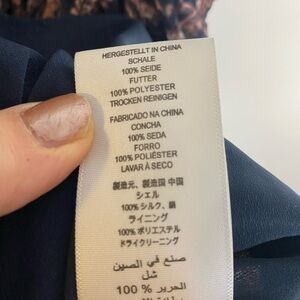 HERGESTELLT IN CHINA
SCHALE
100% SEIDE
FUTTER
100% POLYESTER
TROCKEN REINIGEN
FABRICADO NA CHINA
CONCHA
100% SEDA
FORRO
100% POLIÉSTER
LAVAR À SECO
製造元、製造国 中国
シェル
100% シルク、絹
ライニング
100% ポリエステル
ドライクリーニング
صنع في الصين
شل
الحرير % 100